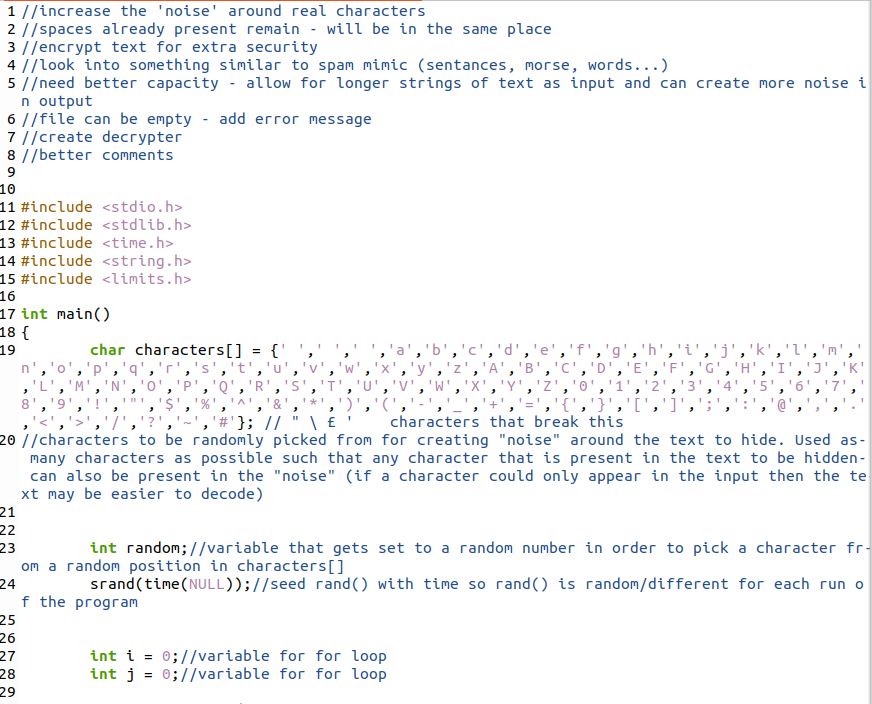 1 //increase the 'noise' around real characters
2 //spaces already present remain - will be in the same place
3 //encrypt text for extra security
4 //look into something similar to spam mimic (sentances, morse, words...)
5 //need better capacity - allow for longer strings of text as input and can create more noise i
n output
6 //file can be empty - add error message
7 //create decrypter
8 //better comments
9
10
11 #include <stdio.h>
12 #include <stdlib.h>
13 #include <time.h>
14 #include <string.h>
15 #include <limits.h>
16
17 int main()
18 {
19 char characters[] = {' ',' ',' ','a','b','c','d','e','f','g','h','i','j','k','l','m','
n','o','p','q','r','s','t','u','v','w','x','y','z','A','B','C','D','E','F','G','H','I','J','K'
,'L','M','N','O','P','Q','R','S','T','U','V','W','X','Y','Z','0','1','2','3','4','5','6','7','
8','9','!','"','$','%','^','&','*',')','(','-','_','+','=','{','}','[',']',';',':','@',',','.'
,'<','>','/','?','~','#'}; // " \ £ ' characters that break this
20 //characters to be randomly picked from for creating "noise" around the text to hide. Used as-
many characters as possible such that any character that is present in the text to be hidden-
can also be present in the "noise" (if a character could only appear in the input then the te-
xt may be easier to decode)
21
22
23 int random;//variable that gets set to a random number in order to pick a character fr-
om a random position in characters[]
24 srand(time(NULL));//seed rand() with time so rand() is random/different for each run o
f the program
25
26
27 int i = 0;//variable for for loop
28 int j = 0;//variable for for loop
29